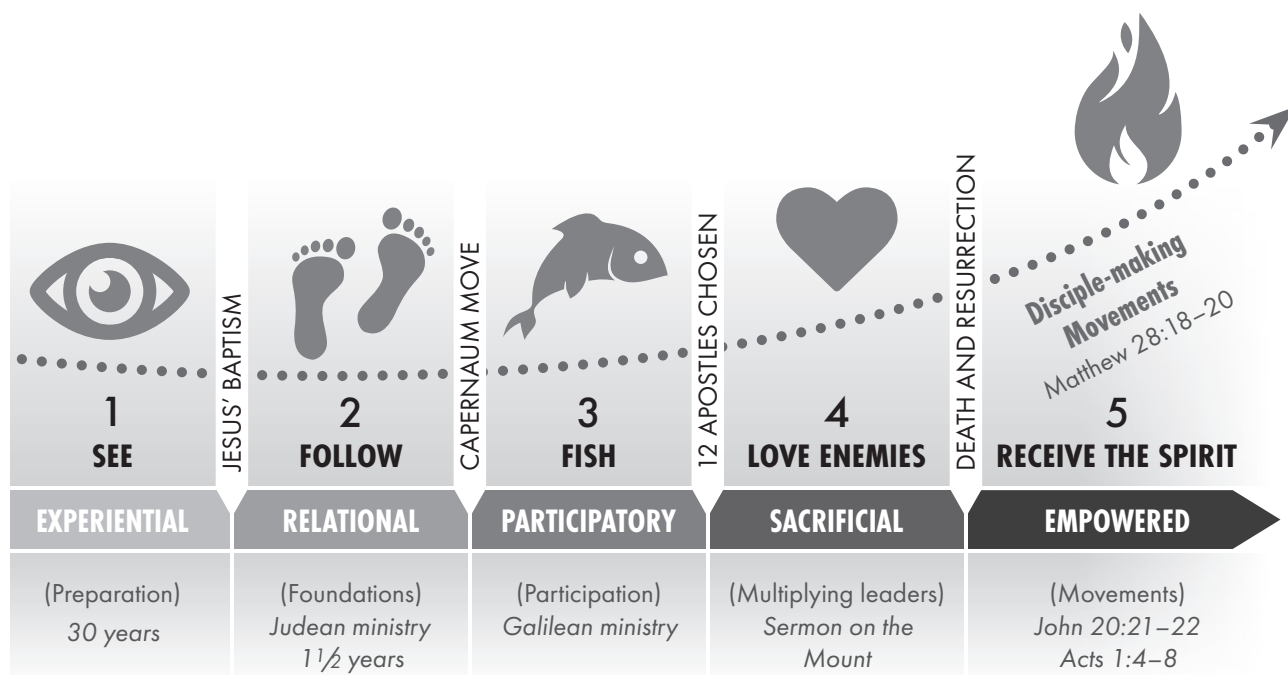 1
SEE
JESUS’ BAPTISM
2
FOLLOW
CAPERNAUM MOVE
3
FISH
12 APOSTLES CHOSEN
4
LOVE ENEMIES
DEATH AND RESURRECTION
Disciple-making
Movements
Matthew 28:18–20
5
RECEIVE THE SPIRIT
EXPERIENTIAL
RELATIONAL
PARTICIPATORY
SACRIFICIAL
EMPOWERED
(Preparation)
30 years
(Foundations)
Judean ministry
1½ years
(Participation)
Galilean ministry
(Multiplying leaders)
Sermon on the
Mount
(Movements)
John 20:21–22
Acts 1:4–8